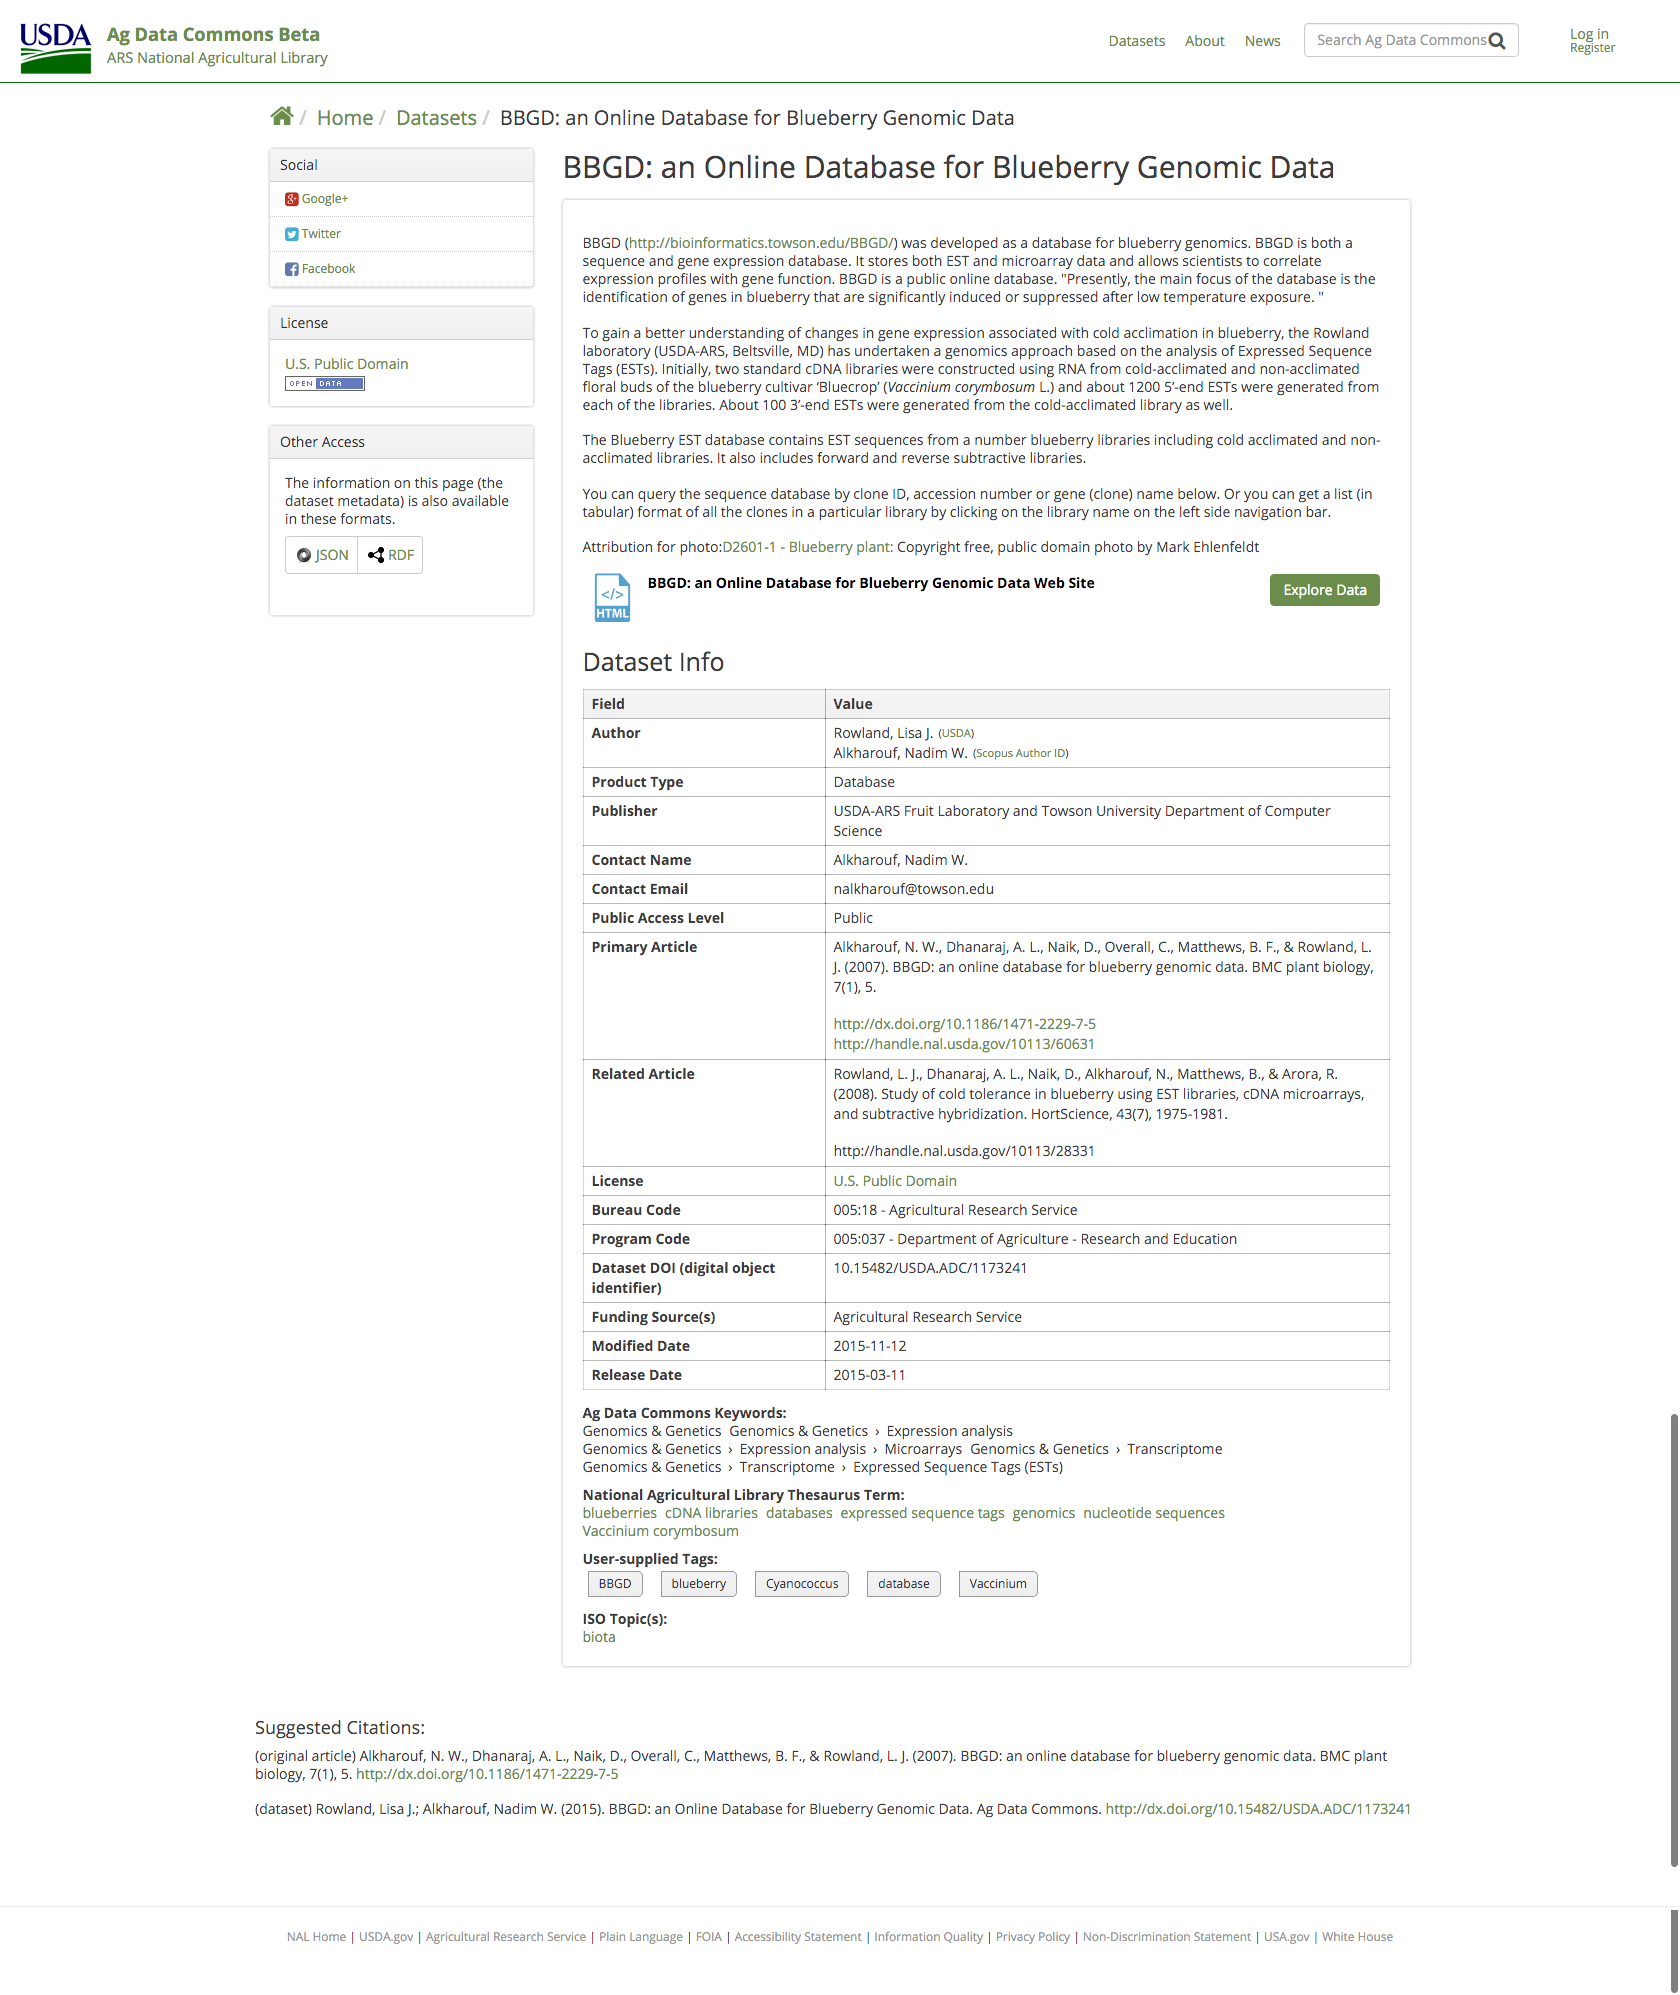 USDA
Ag Data Commons Beta
ARS National Agricultural Library
Datasets About News Search Ag Data Commons Log in
Register
/ Home / Datasets / BBGD: an Online Database for Blueberry Genomic Data
Social
Google+
Twitter
Facebook
License
U.S. Public Domain
OPEN DATA
Other Access
The information on this page (the
dataset metadata) is also available
in these formats.
JSON RDF
BBGD: an Online Database for Blueberry Genomic Data
BBGD (http://bioinformatics.towson.edu/BBGD/) was developed as a database for blueberry genomics. BBGD is both a
sequence and gene expression database. It stores both EST and microarray data and allows scientists to correlate
expression profiles with gene function. BBGD is a public online database. "Presently, the main focus of the database is the
identification of genes in blueberry that are significantly induced or suppressed after low temperature exposure. "
To gain a better understanding of changes in gene expression associated with cold acclimation in blueberry, the Rowland
laboratory (USDA-ARS, Beltsville, MD) has undertaken a genomics approach based on the analysis of Expressed Sequence
Tags (ESTs). Initially, two standard cDNA libraries were constructed using RNA from cold-acclimated and non-acclimated
floral buds of the blueberry cultivar ‘Bluecrop’ (Vaccinium corymbosum L.) and about 1200 5’-end ESTs were generated from
each of the libraries. About 100 3’-end ESTs were generated from the cold-acclimated library as well.
The Blueberry EST database contains EST sequences from a number blueberry libraries including cold acclimated and non-
acclimated libraries. It also includes forward and reverse subtractive libraries.
You can query the sequence database by clone ID, accession number or gene (clone) name below. Or you can get a list (in
tabular) format of all the clones in a particular library by clicking on the library name on the left side navigation bar.
Attribution for photo:D2601-1 - Blueberry plant: Copyright free, public domain photo by Mark Ehlenfeldt
</> HTML BBGD: an Online Database for Blueberry Genomic Data Web Site Explore Data
Dataset Info
Field Value
Author Rowland, Lisa J. (USDA)
Alkharouf, Nadim W. (Scopus Author ID)
Product Type Database
Publisher USDA-ARS Fruit Laboratory and Towson University Department of Computer
Science
Contact Name Alkharouf, Nadim W.
Contact Email nalkharouf@towson.edu
Public Access Level Public
Primary Article Alkharouf, N. W., Dhanaraj, A. L., Naik, D., Overall, C., Matthews, B. F., & Rowland, L.
J. (2007). BBGD: an online database for blueberry genomic data. BMC plant biology,
7(1), 5.
http://dx.doi.org/10.1186/1471-2229-7-5
http://handle.nal.usda.gov/10113/60631
Related Article Rowland, L. J., Dhanaraj, A. L., Naik, D., Alkharouf, N., Matthews, B., & Arora, R.
(2008). Study of cold tolerance in blueberry using EST libraries, cDNA microarrays,
and subtractive hybridization. HortScience, 43(7), 1975-1981.
http://handle.nal.usda.gov/10113/28331
License U.S. Public Domain
Bureau Code 005:18 - Agricultural Research Service
Program Code 005:037 - Department of Agriculture - Research and Education
Dataset DOI (digital object 10.15482/USDA.ADC/1173241
identifier)
Funding Source(s) Agricultural Research Service
Modified Date 2015-11-12
Release Date 2015-03-11
Ag Data Commons Keywords:
Genomics & Genetics Genomics & Genetics › Expression analysis
Genomics & Genetics › Expression analysis › Microarrays Genomics & Genetics › Transcriptome
Genomics & Genetics › Transcriptome › Expressed Sequence Tags (ESTs)
National Agricultural Library Thesaurus Term:
blueberries cDNA libraries databases expressed sequence tags genomics nucleotide sequences
Vaccinium corymbosum
User-supplied Tags:
BBGD blueberry Cyanococcus database Vaccinium
ISO Topic(s):
biota
Suggested Citations:
(original article) Alkharouf, N. W., Dhanaraj, A. L., Naik, D., Overall, C., Matthews, B. F., & Rowland, L. J. (2007). BBGD: an online database for blueberry genomic data. BMC plant
biology, 7(1), 5. http://dx.doi.org/10.1186/1471-2229-7-5
(dataset) Rowland, Lisa J.; Alkharouf, Nadim W. (2015). BBGD: an Online Database for Blueberry Genomic Data. Ag Data Commons. http://dx.doi.org/10.15482/USDA.ADC/1173241
NAL Home | USDA.gov | Agricultural Research Service | Plain Language | FOIA | Accessibility Statement | Information Quality | Privacy Policy | Non-Discrimination Statement | USA.gov | White House